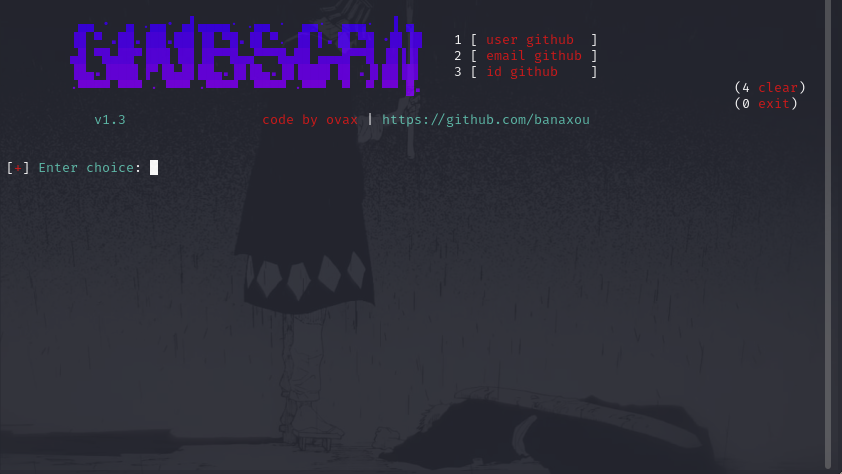 1 [ user github ]
2 [ email github ]
3 [ id github ]
(4 clear)
(0 exit)
v1.3 code by ovax | https://github.com/banaxou
[+] Enter choice: